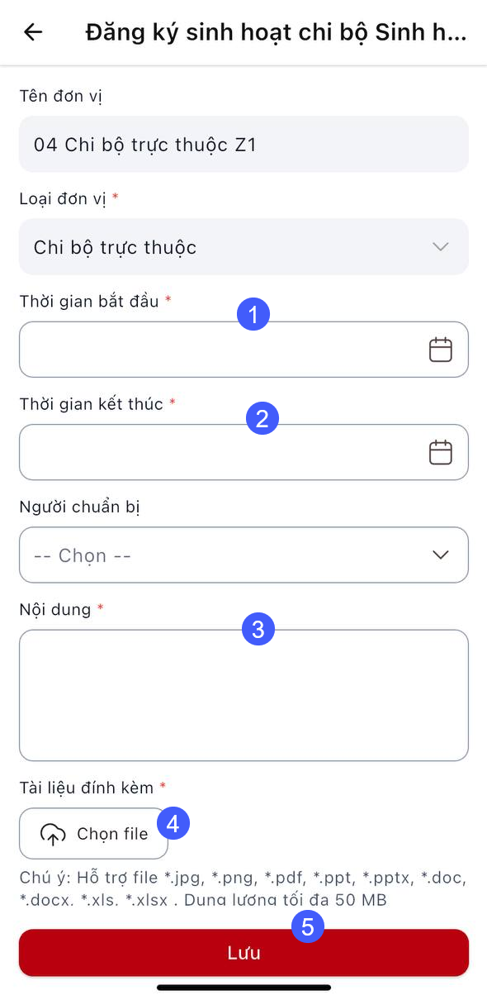 Đăng ký sinh hoạt chi bộ Sinh h...
Tên đơn vị
04 Chi bộ trực thuộc Z1
Loại đơn vị *
Chi bộ trực thuộc
Thời gian bắt đầu *
1
Thời gian kết thúc *
2
Người chuẩn bị
-- Chọn --
Nội dung *
3
Tài liệu đính kèm *
Chọn file
4
Chú ý: Hỗ trợ file *.jpg, *.png, *.pdf, *.ppt, *.pptx, *.doc,
*.docx. *.xls. *.xlsx . Dung lượng tối đa 50 MB
5
Lưu